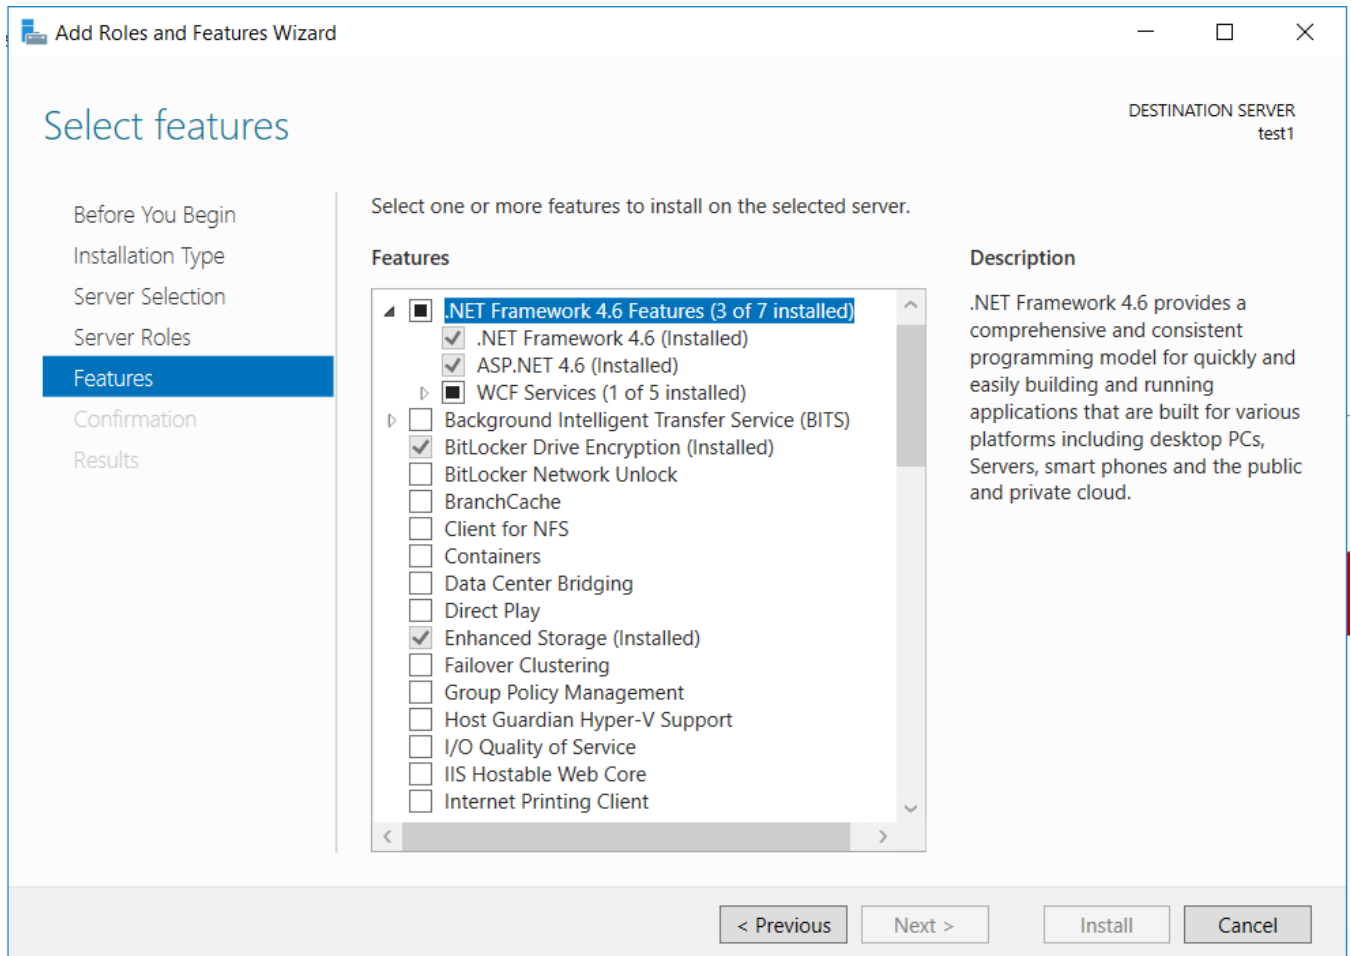 Add Roles and Features Wizard
Select features
DESTINATION SERVER
test1
Before You Begin
Installation Type
Server Selection
Server Roles
Features
Confirmation
Results
Select one or more features to install on the selected server.
Features
.NET Framework 4.6 Features (3 of 7 installed)
.NET Framework 4.6 (Installed)
ASP.NET 4.6 (Installed)
WCF Services (1 of 5 installed)
Background Intelligent Transfer Service (BITS)
BitLocker Drive Encryption (Installed)
BitLocker Network Unlock
BranchCache
Client for NFS
Containers
Data Center Bridging
Direct Play
Enhanced Storage (Installed)
Failover Clustering
Group Policy Management
Host Guardian Hyper-V Support
I/O Quality of Service
IIS Hostable Web Core
Internet Printing Client
Description
.NET Framework 4.6 provides a
comprehensive and consistent
programming model for quickly and
easily building and running
applications that are built for various
platforms including desktop PCs,
Servers, smart phones and the public
and private cloud.
< Previous
Next >
Install
Cancel